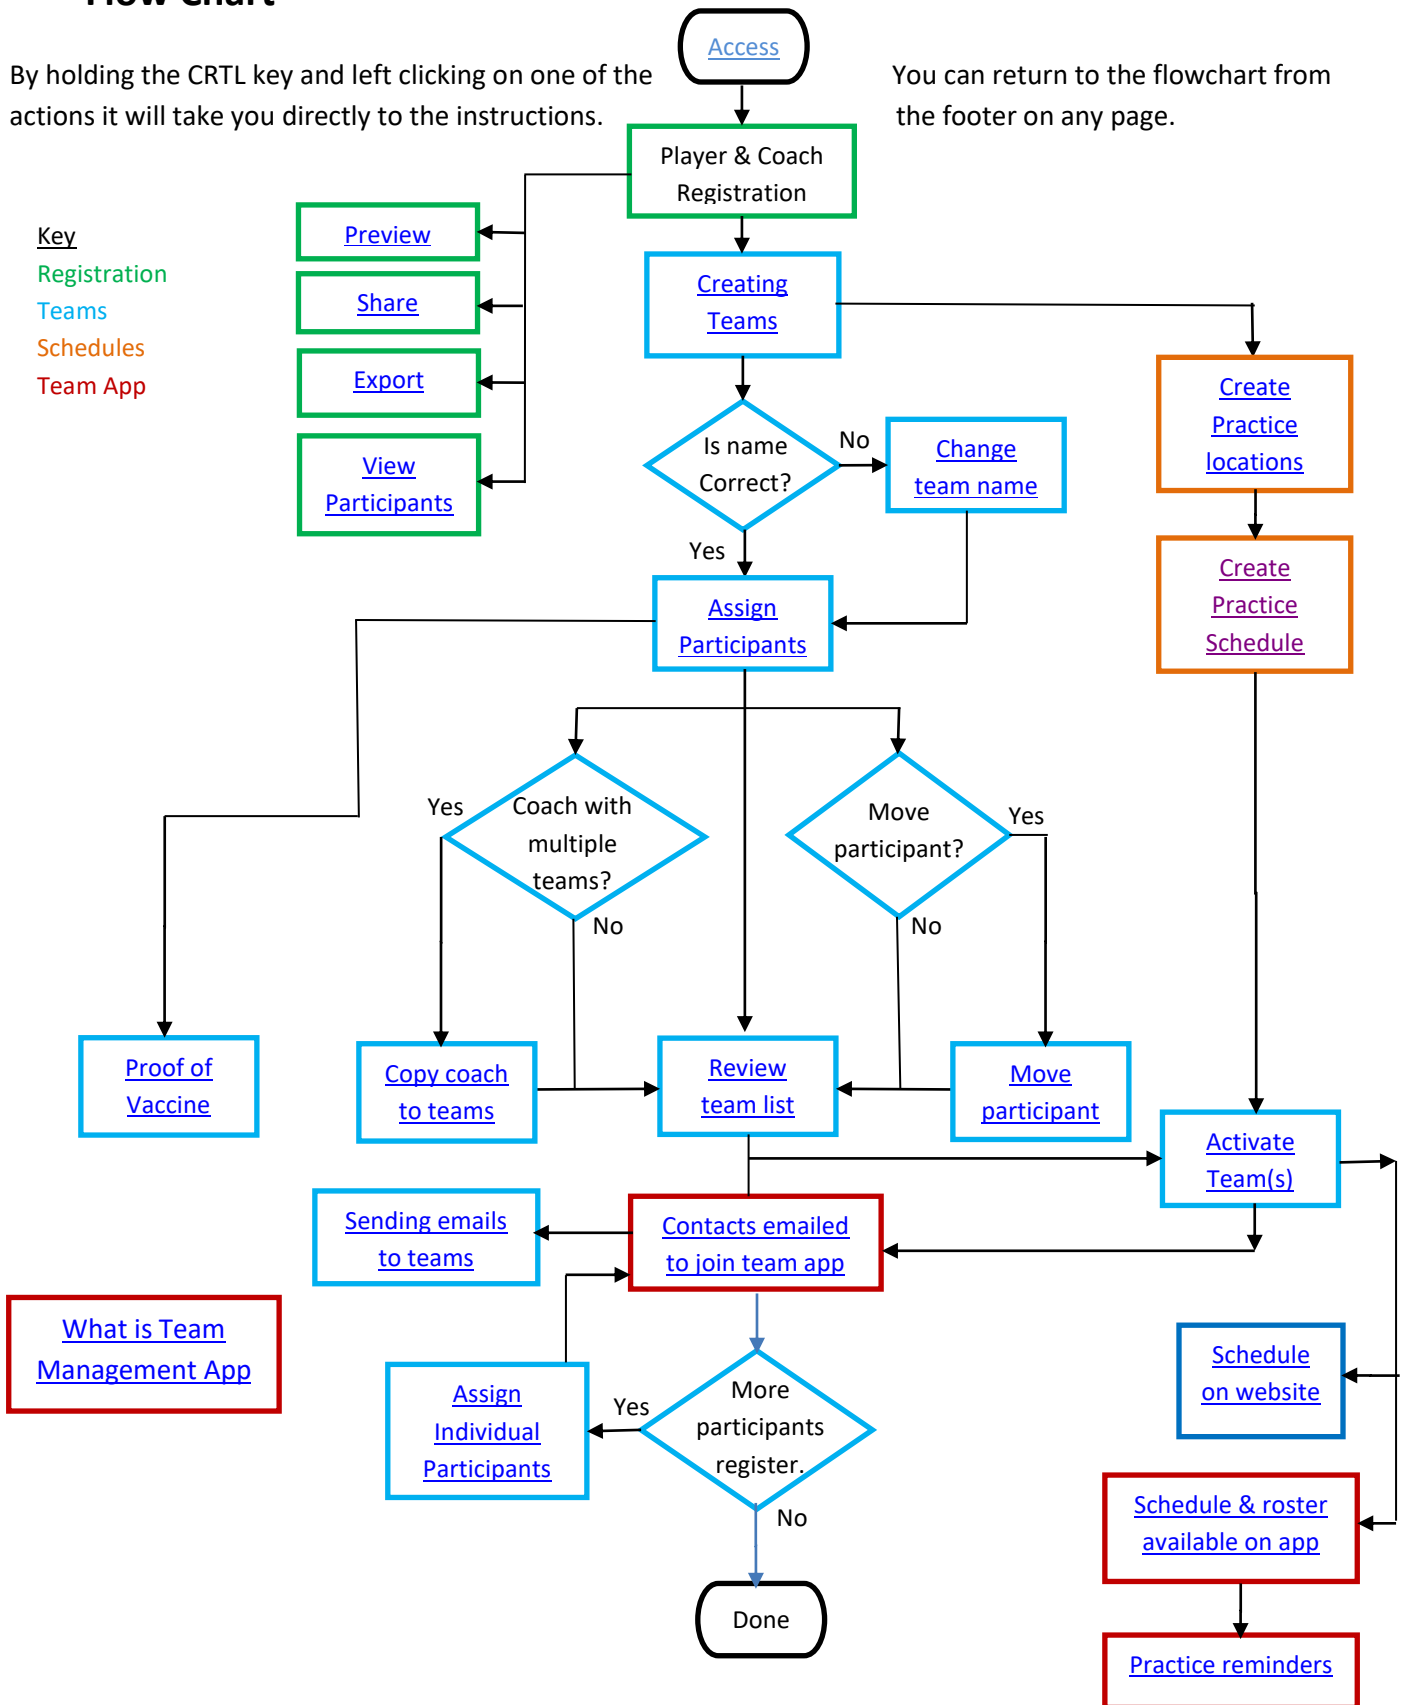 Flow Chart
Access
By holding the CRTL key and left clicking on one of the
actions it will take you directly to the instructions.
You can return to the flowchart from
the footer on any page.
Player & Coach
Registration
Key
Registration
Teams
Schedules
Team App
Preview
Share
Export
View
Participants
Creating
Teams
Is name
Correct?
No
Change
team name
Yes
Create
Practice
locations
Create
Practice
Schedule
Assign
Participants
Yes
Coach with
multiple
teams?
No
Move
participant?
Yes
No
Proof of
Vaccine
Copy coach
to teams
Review
team list
Move
participant
Activate
Team(s)
Sending emails
to teams
Contacts emailed
to join team app
What is Team
Management App
Assign
Individual
Participants
Yes
More
participants
register.
No
Done
Schedule
on website
Schedule & roster
available on app
Practice reminders